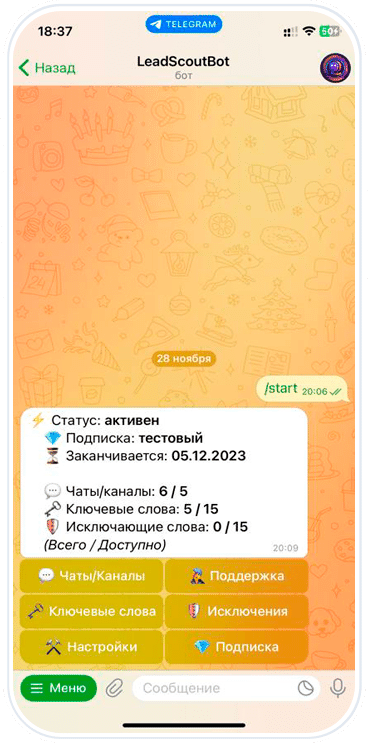 18:37
TELEGRAM
50
Назад
LeadScoutBot
бот
28 ноября
/start 20:06
Статус: активен
Подписка: тестовый
Заканчивается: 05.12.2023
Чаты/каналы: 6 / 5
Ключевые слова: 5 / 15
Исключающие слова: 0 / 15
(Всего / Доступно)
20:09
Чаты/Каналы
Поддержка
Ключевые слова
Исключения
Настройки
Подписка
Меню
Сообщение